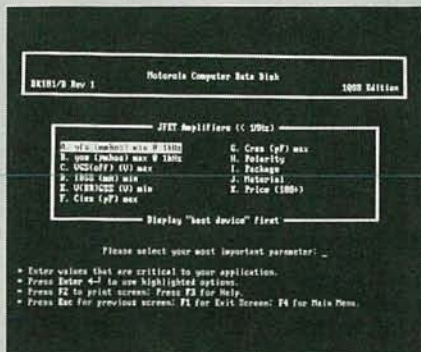 Motorola Computer Data Disk
DK101/D Rev 1
1Q88 Edition
JFET Amplifiers (< 1MHz)
A. yfs (mmhos) min @ 1kHz
B. yos (µmhos) max @ 1kHz
C. VGS(off) (V) max
D. IDSS (mA) min
E. V(BR)GSS (V) min
F. Ciss (pF) max
G. Crss (pF) max
H. Polarity
I. Package
J. Material
K. Price (100+)
Display "best device" first
Please select your most important parameter: _
• Enter values that are critical to your application.
• Press Enter ↵ to use highlighted options.
• Press F2 to print screen; Press F3 for Help.
• Press Esc for previous screen; F1 for Exit Screen; F4 for Main Menu.